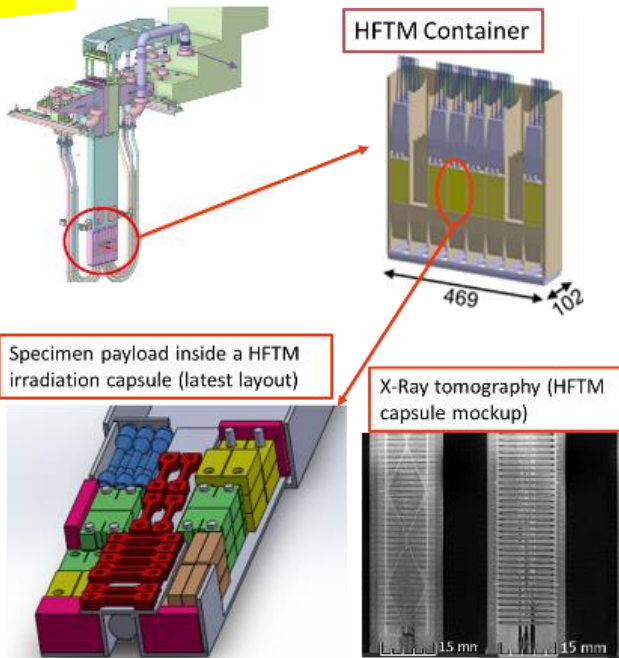 HFTM Container
469
102
Specimen payload inside a HFTM
irradiation capsule (latest layout)
X-Ray tomography (HFTM
capsule mockup)
15 mn
15 mm